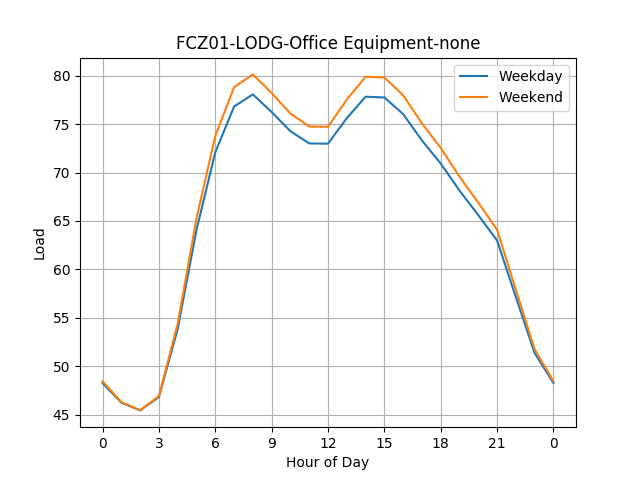 FCZ01-LODG-Office Equipment-none
Weekday
Weekend
80
75
70
65
60
55
50
45
Load
0 3 6 9 12 15 18 21 0
Hour of Day